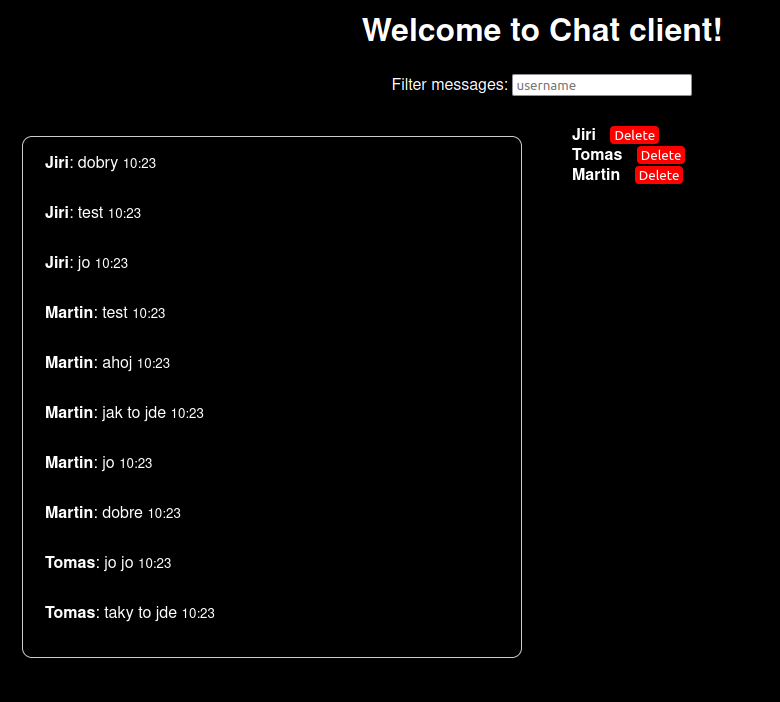 Welcome to Chat client!
Filter messages: username
Jiri: dobry 10:23
Jiri: test 10:23
Jiri: jo 10:23
Martin: test 10:23
Martin: ahoj 10:23
Martin: jak to jde 10:23
Martin: jo 10:23
Martin: dobre 10:23
Tomas: jo jo 10:23
Tomas: taky to jde 10:23
Jiri Delete
Tomas Delete
Martin Delete